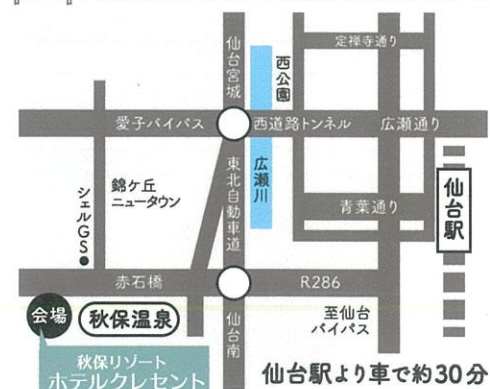 仙台宮城
定禅寺通り
西公園
愛子バイパス
西道路トンネル
広瀬通り
錦ケ丘
ニュータウン
東北自動車道
広瀬川
仙台駅
シェルGS
青葉通り
赤石橋
R286
会場
秋保温泉
仙台南
至仙台
バイパス
秋保リゾート
ホテルクレセント
仙台駅より車で約30分